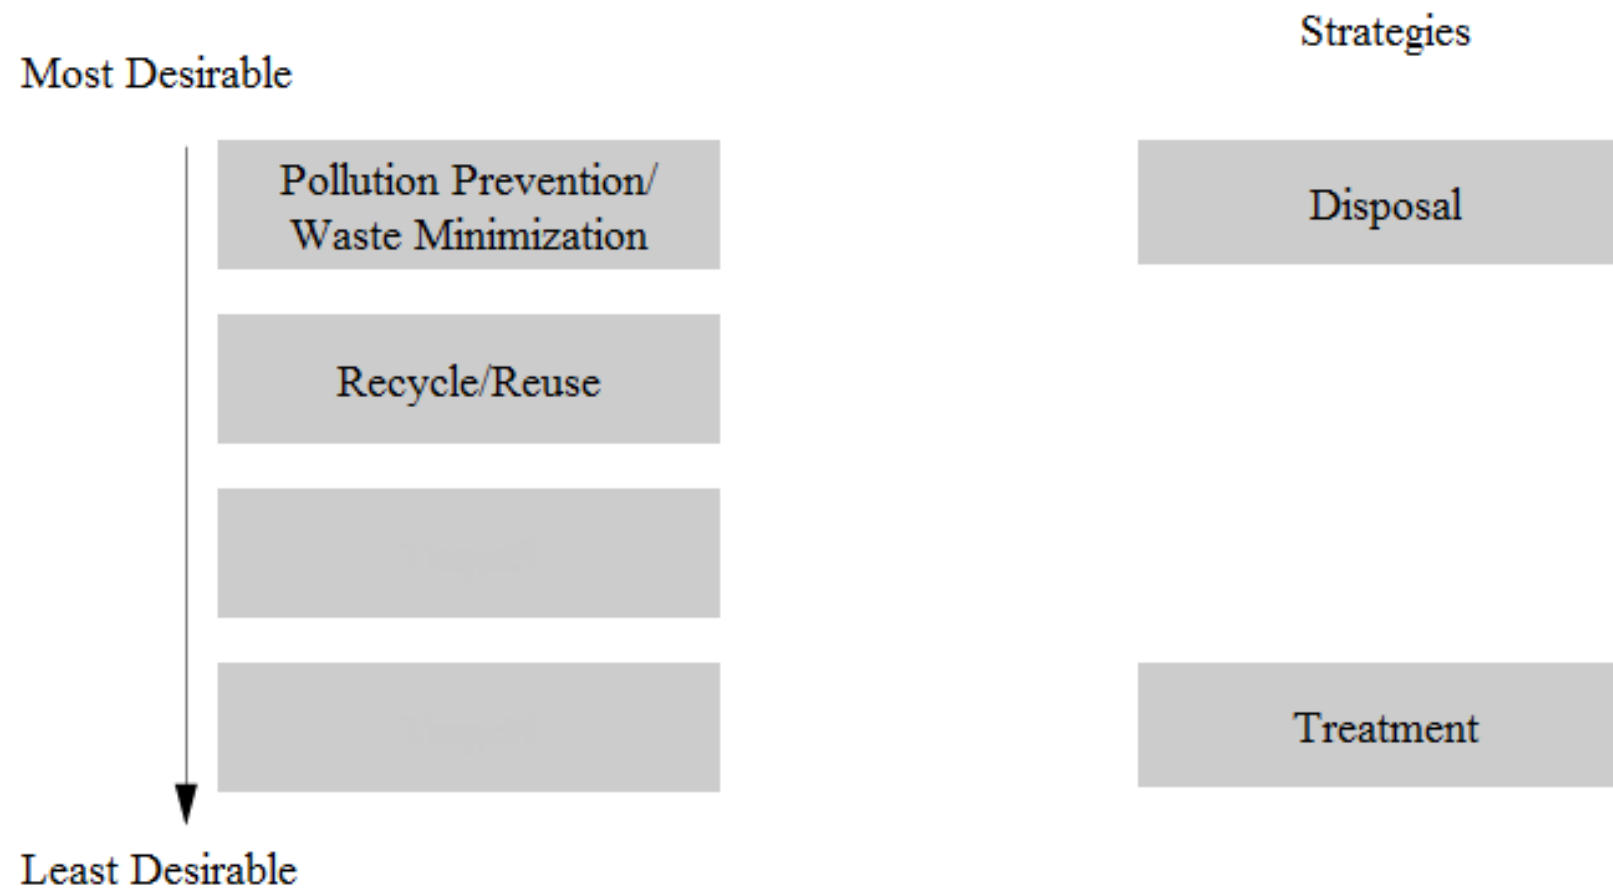 Strategies
Most Desirable
Pollution Prevention/
Waste Minimization
Disposal
Recycle/Reuse
Treatment
Least Desirable